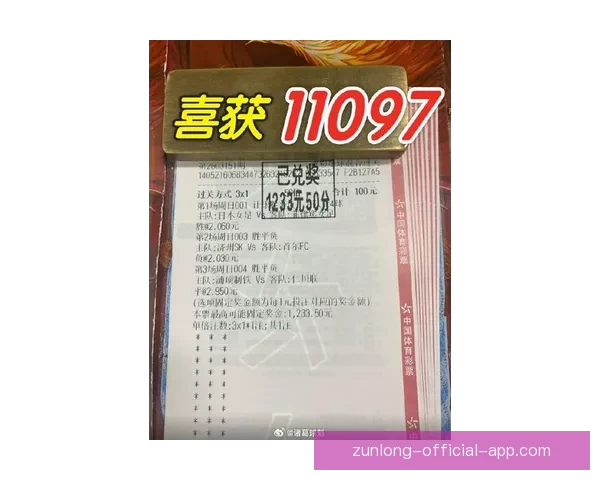 喜获 11097
已兑奖
1233元50分
过关方式 3x1
合计 100元
第1场周日001
主队:日本女足 Vs 客队:
胜@2.050元
第2场周日003 胜平负
主队:济州SK Vs 客队:首尔FC
负@2.030元
第3场周日004 胜平负
主队:浦项制铁 Vs 客队:仁川联
平@2.950元
(选项固定奖金额为每1元投注对应的奖金额)
本票最高可能固定奖金:1,233.50元
单倍注数:3x1*1注;共1注
中国体育彩票
中国体育彩票
zunlong-official-app.com